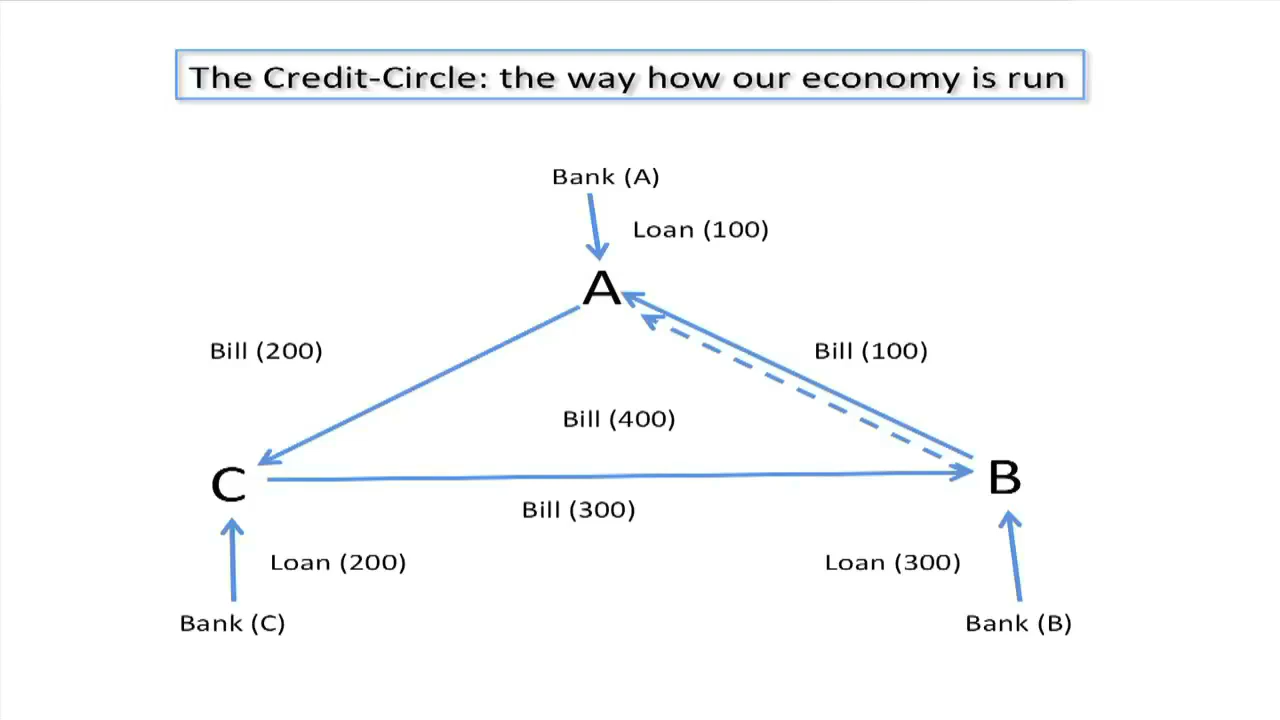 The Credit-Circle: the way how our economy is run
Bank (A)
Loan (100)
A
Bill (200)
Bill (100)
Bill (400)
C
B
Bill (300)
Loan (200)
Loan (300)
Bank (C)
Bank (B)